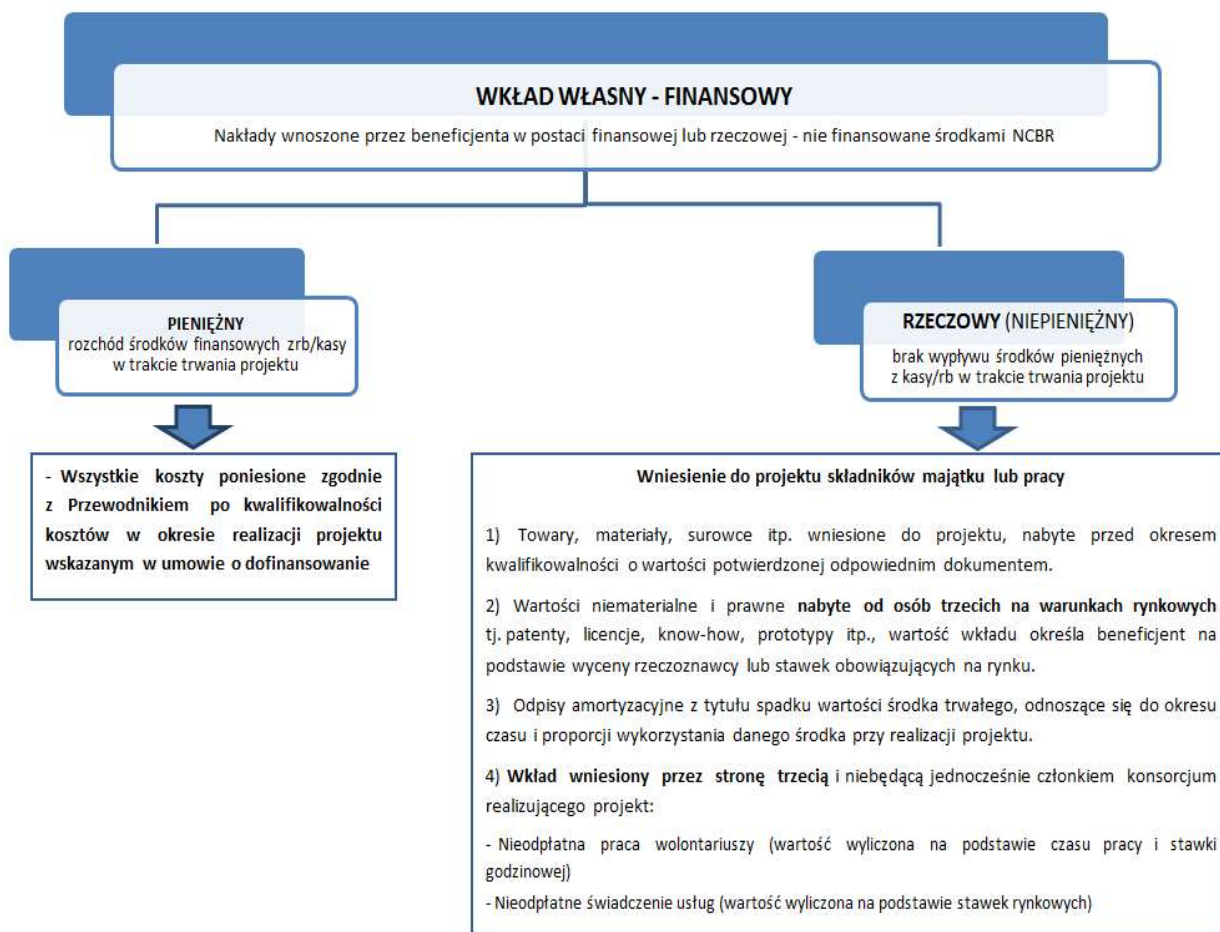 WKŁAD WŁASNY - FINANSOWY
Nakłady wnoszone przez beneficjenta w postaci finansowej lub rzeczowej - nie finansowane środkami NCBR
PIENIĘŻNY
rozchód środków finansowych zrb/kasy
w trakcie trwania projektu
RZECZOWY (NIEPIENIĘŻNY)
brak wypływu środków pieniężnych
z kasy/rb w trakcie trwania projektu
- Wszystkie koszty poniesione zgodnie
z Przewodnikiem po kwalifikowalności
kosztów w okresie realizacji projektu
wskazanym w umowie o dofinansowanie
Wniesienie do projektu składników majątku lub pracy
1) Towary, materiały, surowce itp. wniesione do projektu, nabyte przed okresem
kwalifikowalności o wartości potwierdzonej odpowiednim dokumentem.
2) Wartości niematerialne i prawne nabyte od osób trzecich na warunkach rynkowych
tj. patenty, licencje, know-how, prototypy itp., wartość wkładu określa beneficjent na
podstawie wyceny rzeczoznawcy lub stawek obowiązujących na rynku.
3) Odpisy amortyzacyjne z tytułu spadku wartości środka trwałego, odnoszące się do okresu
czasu i proporcji wykorzystania danego środka przy realizacji projektu.
4) Wkład wniesiony przez stronę trzecią i niebędącą jednocześnie członkiem konsorcjum
realizującego projekt:
- Nieodpłatna praca wolontariuszy (wartość wyliczona na podstawie czasu pracy i stawki
godzinowej)
- Nieodpłatne świadczenie usług (wartość wyliczona na podstawie stawek rynkowych)